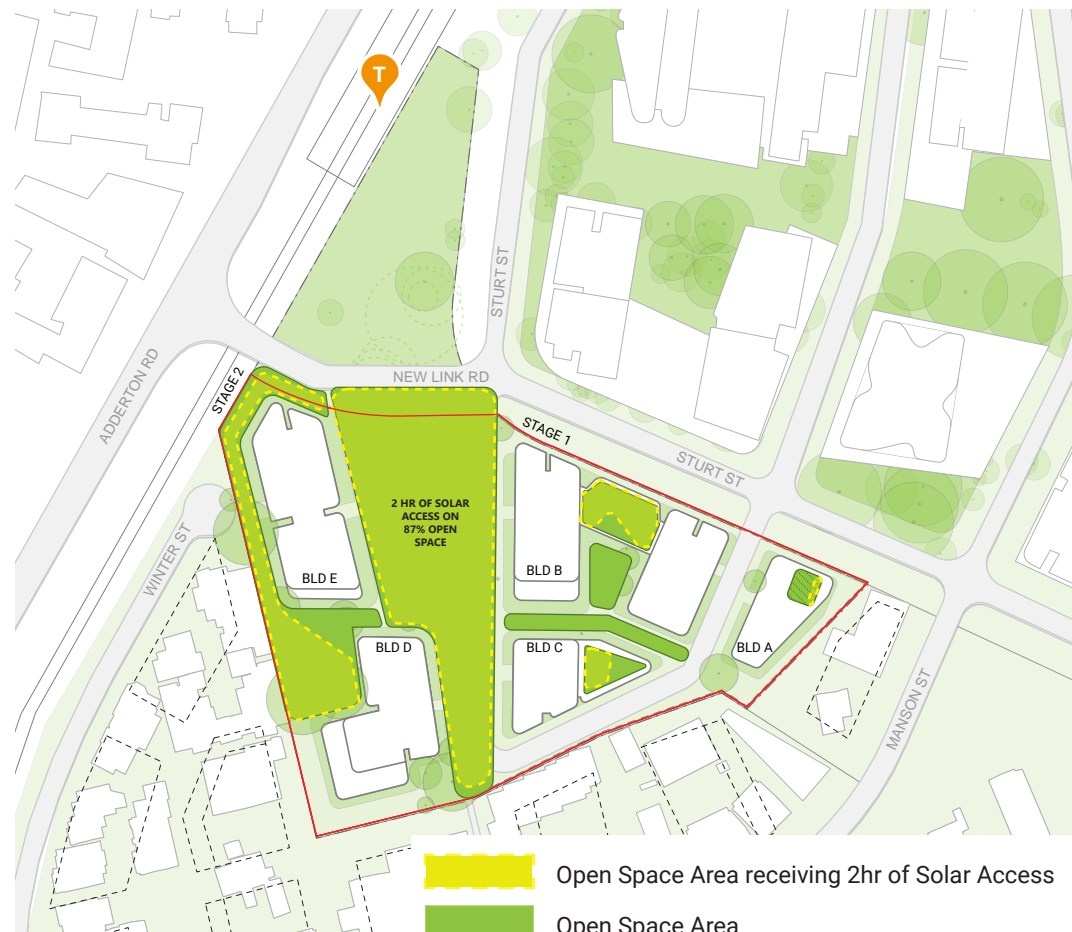 T
STURT ST
ADDERTON RD
STAGE 2
NEW LINK RD
STAGE 1
STURT ST
2 HR OF SOLAR
ACCESS ON
87% OPEN
SPACE
WINTER ST
BLD E
BLD B
BLD D
BLD C
BLD A
MANSON ST
Open Space Area receiving 2hr of Solar Access
Open Space Area